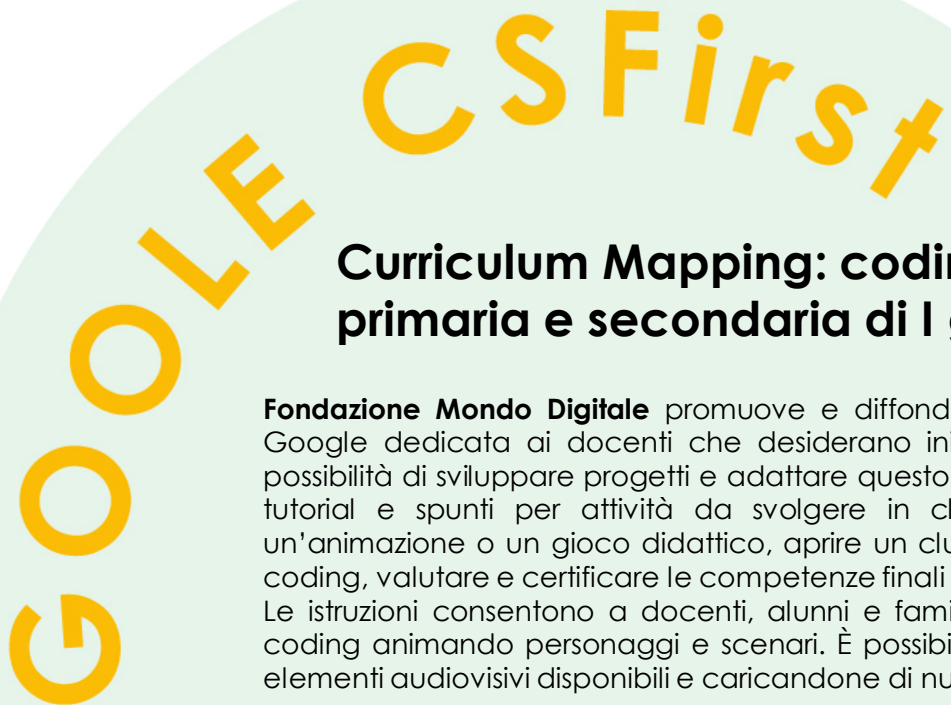 GOOLE CSFirst
Curriculum Mapping: codin
primaria e secondaria di I g
Fondazione Mondo Digitale promuove e diffond
Google dedicata ai docenti che desiderano ini
possibilità di sviluppare progetti e adattare questo
tutorial e spunti per attività da svolgere in cl
un'animazione o un gioco didattico, aprire un clu
coding, valutare e certificare le competenze finali
Le istruzioni consentono a docenti, alunni e fami
coding animando personaggi e scenari. È possibi
elementi audiovisivi disponibili e caricandone di nu